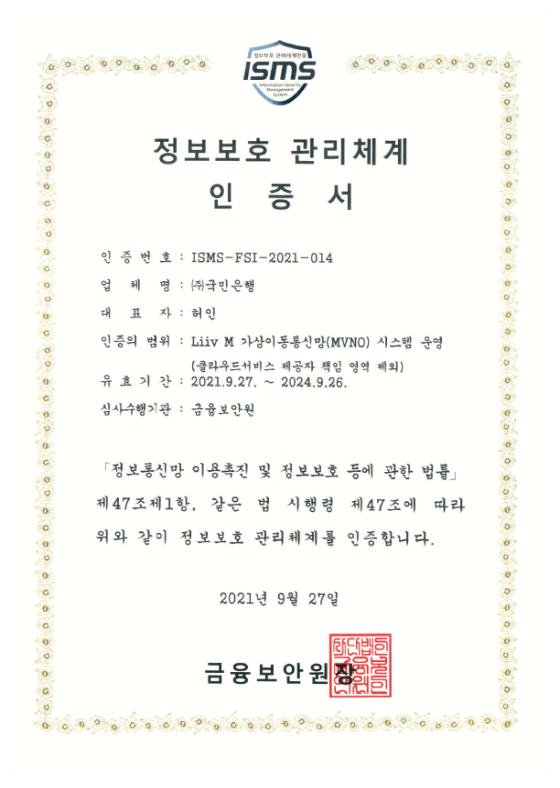 정보보호 관리체계인증
ISMS
Information Security
Management
System
정보보호 관리체계
인 증 서
인 증 번 호 : ISMS-FSI-2021-014
업 체 명 : ㈜국민은행
대 표 자 : 허인
인증의 범위 : Liiv M 가상이동통신망(MVNO) 시스템 운영
(클라우드서비스 제공자 책임 영역 제외)
유 효 기 간 : 2021.9.27. ~ 2024.9.26.
심사수행기관 : 금융보안원
「정보통신망 이용촉진 및 정보보호 등에 관한 법률」
제47조제1항, 같은 법 시행령 제47조에 따라
위와 같이 정보보호 관리체계를 인증합니다.
2021년 9월 27일
금융보안원장